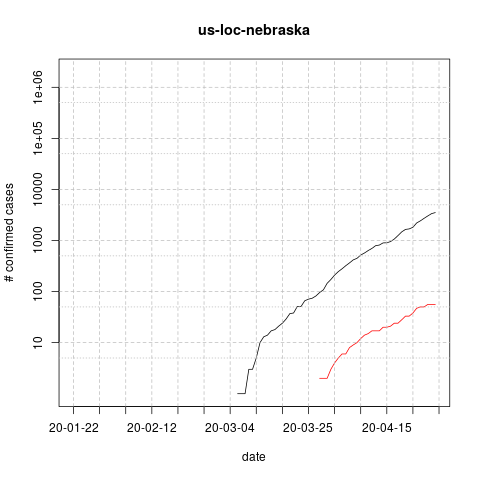 us-loc-nebraska
# confirmed cases
1e+06
1e+05
10000
1000
100
10
20-01-22
20-02-12
20-03-04
20-03-25
20-04-15
date